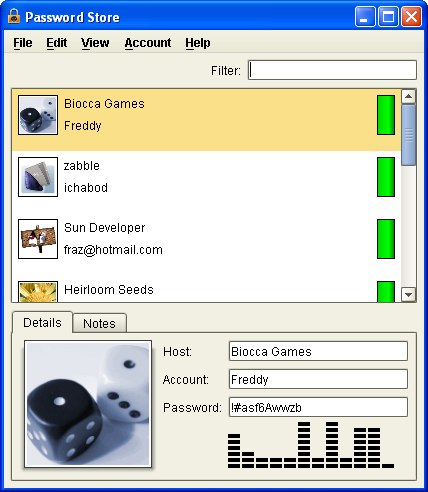 Password Store
File Edit View Account Help
Filter:
Biocca Games
Freddy
zabble
ichabod
Sun Developer
fraz@hotmail.com
Heirloom Seeds
Details Notes
Host: Biocca Games
Account: Freddy
Password: !#asf6Awwzb